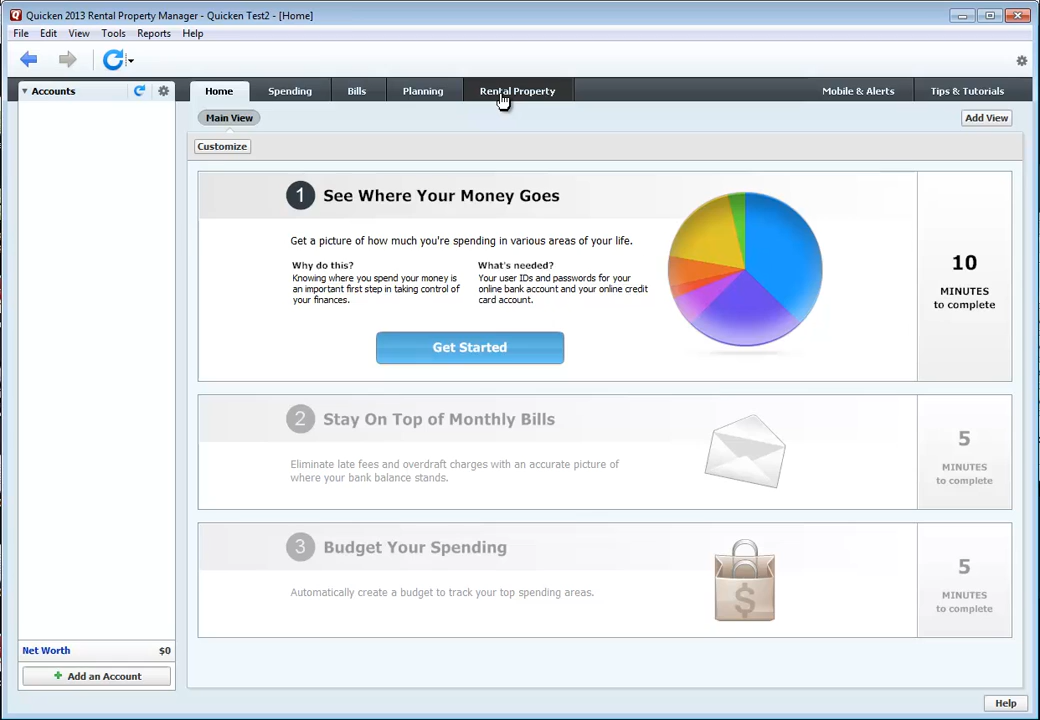 Quicken 2013 Rental Property Manager - Quicken Test2 - [Home]
File Edit View Tools Reports Help
Accounts
Home Spending Bills Planning Rental Property Mobile & Alerts Tips & Tutorials
Main View
Add View
Customize
1 See Where Your Money Goes
Get a picture of how much you're spending in various areas of your life.
Why do this?
Knowing where you spend your money is
an important first step in taking control of
your finances.
What's needed?
Your user IDs and passwords for your
online bank account and your online credit
card account.
Get Started
10
MINUTES
to complete
2 Stay On Top of Monthly Bills
Eliminate late fees and overdraft charges with an accurate picture of
where your bank balance stands.
5
MINUTES
to complete
3 Budget Your Spending
Automatically create a budget to track your top spending areas.
$
5
MINUTES
to complete
Net Worth $0
Add an Account
Help